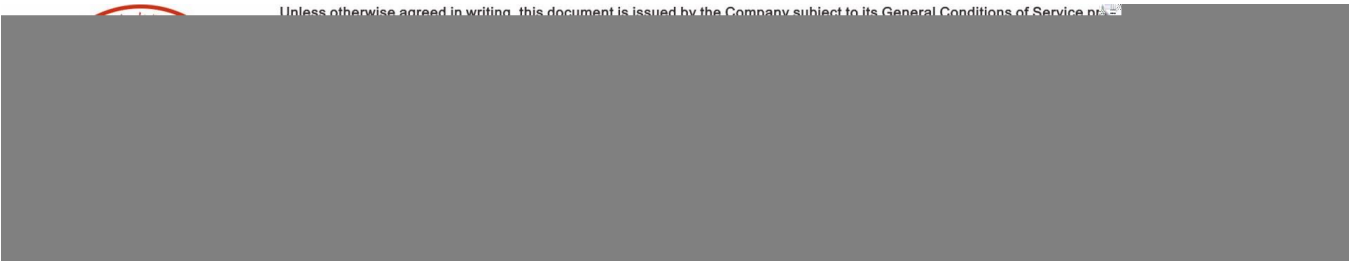 Unless otherwise agreed in writing, this document is issued by the Company subject to its General Conditions of Service